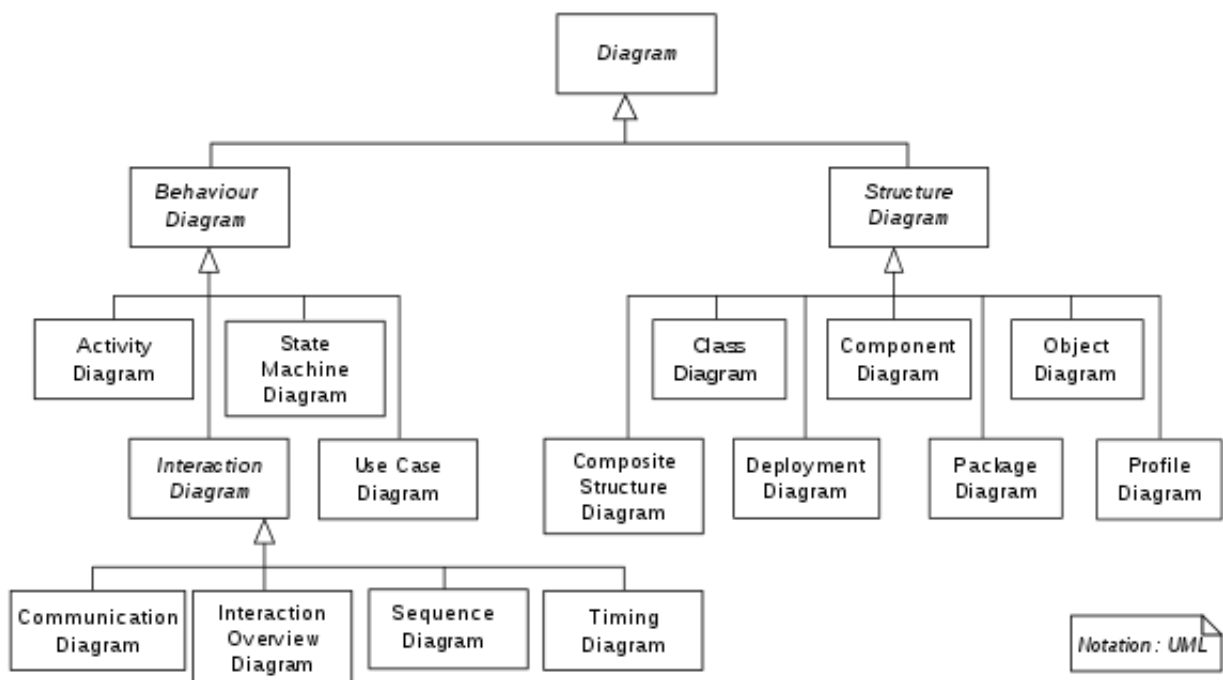 Diagram
Behaviour
Diagram
Structure
Diagram
Activity
Diagram
State
Machine
Diagram
Class
Diagram
Component
Diagram
Object
Diagram
Interaction
Diagram
Use Case
Diagram
Composite
Structure
Diagram
Deployment
Diagram
Package
Diagram
Profile
Diagram
Communication
Diagram
Interaction
Overview
Diagram
Sequence
Diagram
Timing
Diagram
Notation : UML